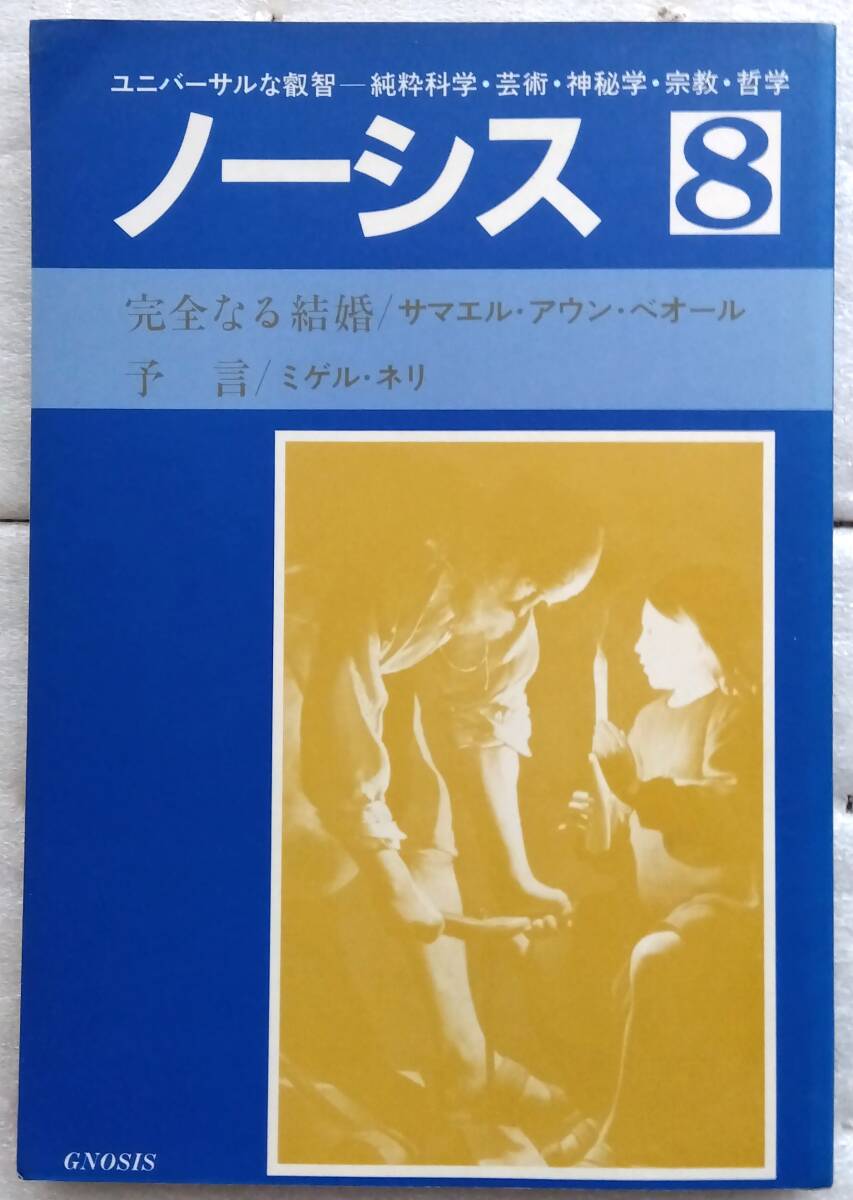 ユニバーサルな叡智—純粋科学・芸術・神秘学・宗教・哲学
ノーシス 8
完全なる結婚/サマエル・アウン・ベオール
予 言/ミゲル・ネリ
GNOSIS